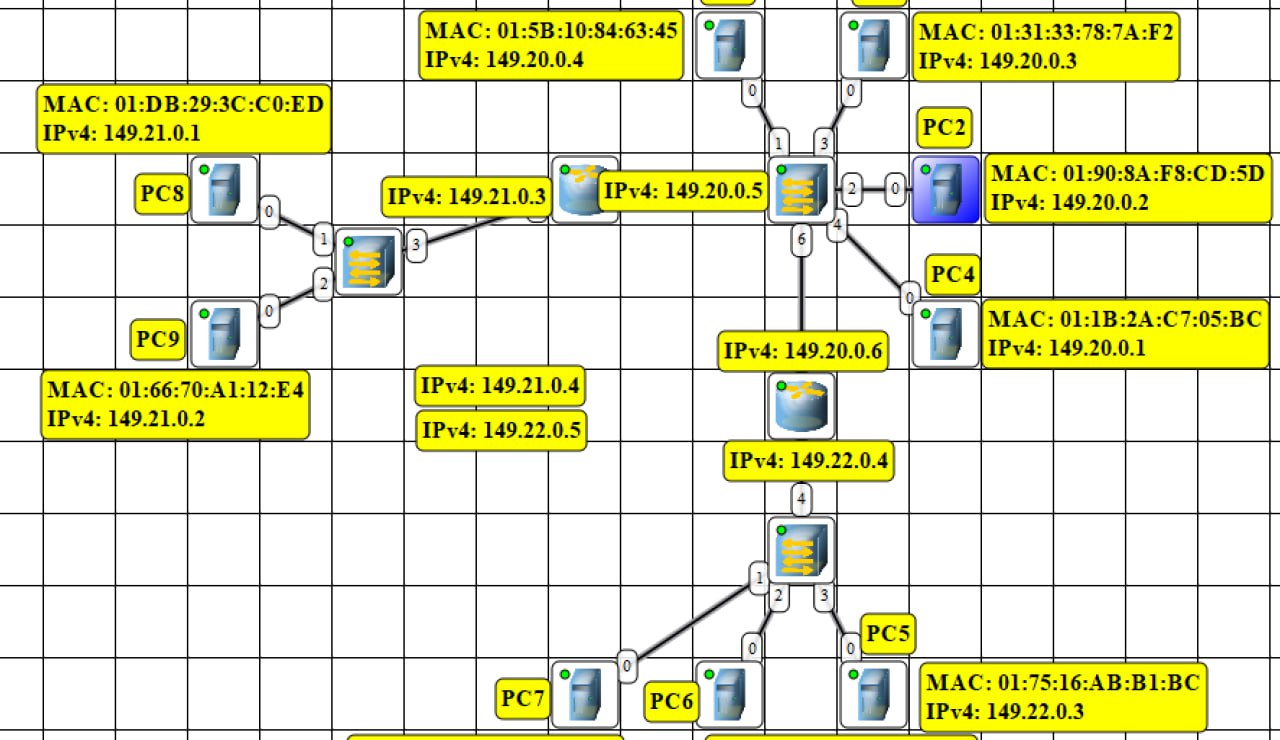 MAC: 01:5B:10:84:63:45
IPv4: 149.20.0.4
MAC: 01:31:33:78:7A:F2
IPv4: 149.20.0.3
0
0
MAC: 01:DB:29:3C:C0:ED
IPv4: 149.21.0.1
PC2
1
3
PC8
IPv4: 149.21.0.3
IPv4: 149.20.0.5
2
0
MAC: 01:90:8A:F8:CD:5D
IPv4: 149.20.0.2
0
1
3
6
4
2
0
PC4
0
PC9
MAC: 01:1B:2A:C7:05:BC
IPv4: 149.20.0.1
IPv4: 149.20.0.6
MAC: 01:66:70:A1:12:E4
IPv4: 149.21.0.2
IPv4: 149.21.0.4
IPv4: 149.22.0.5
IPv4: 149.22.0.4
4
1
2
3
PC5
0
0
0
PC7
PC6
MAC: 01:75:16:AB:B1:BC
IPv4: 149.22.0.3